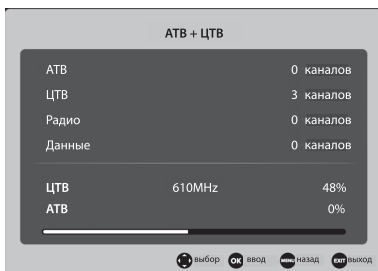 АТВ + ЦТВ
АТВ 0 каналов
ЦТВ 3 каналов
Радио 0 каналов
Данные 0 каналов
ЦТВ 610MHz 48%
АТВ 0%
выбор OK ввод MENU назад EXIT выход